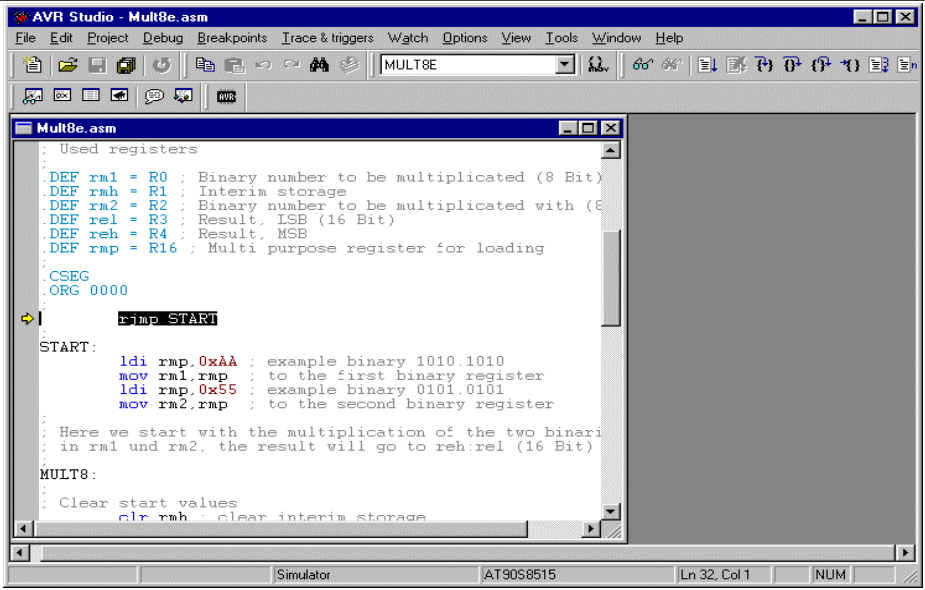 AVR Studio - Mult8e.asm
File Edit Project Debug Breakpoints Trace & triggers Watch Options View Tools Window Help
MULT8E
AVR
Mult8e.asm
; Used registers
;
.DEF rm1 = R0 ; Binary number to be multiplicated (8 Bit)
.DEF rmh = R1 ; Interim storage
.DEF rm2 = R2 ; Binary number to be multiplicated with (8
.DEF rel = R3 ; Result, LSB (16 Bit)
.DEF reh = R4 ; Result, MSB
.DEF rmp = R16 ; Multi purpose register for loading
;
.CSEG
.ORG 0000
;
rjmp START
;
START:
ldi rmp,0xAA ; example binary 1010.1010
mov rm1,rmp ; to the first binary register
ldi rmp,0x55 ; example binary 0101.0101
mov rm2,rmp ; to the second binary register
;
; Here we start with the multiplication of the two binari
; in rm1 und rm2, the result will go to reh:rel (16 Bit)
;
MULT8:
;
; Clear start values
clr rmh ; clear interim storage
Simulator AT90S8515 Ln 32, Col 1 NUM